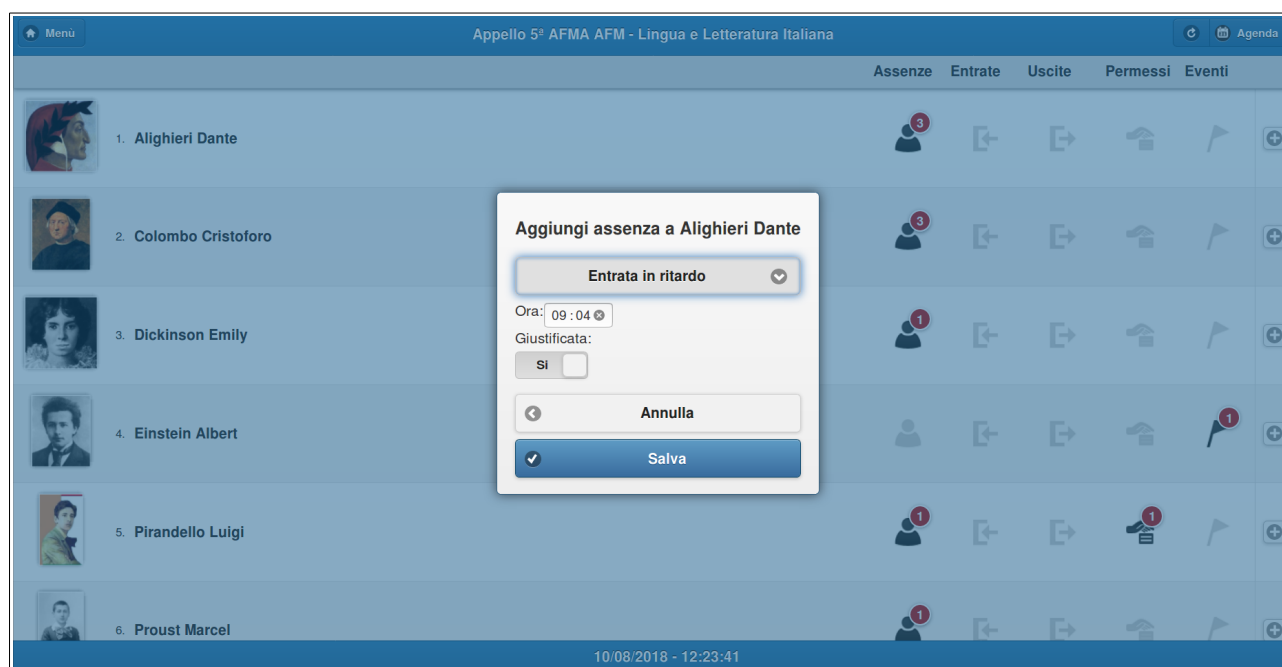 Menù
Appello 5ª AFMA AFM - Lingua e Letteratura Italiana
Agenda
Assenze Entrate Uscite Permessi Eventi
1. Alighieri Dante 3
2. Colombo Cristoforo 3
3. Dickinson Emily 1
4. Einstein Albert 1
5. Pirandello Luigi 1 1
6. Proust Marcel 1
Aggiungi assenza a Alighieri Dante
Entrata in ritardo
Ora: 09 : 04
Giustificata:
Si
Annulla
Salva
10/08/2018 - 12:23:41